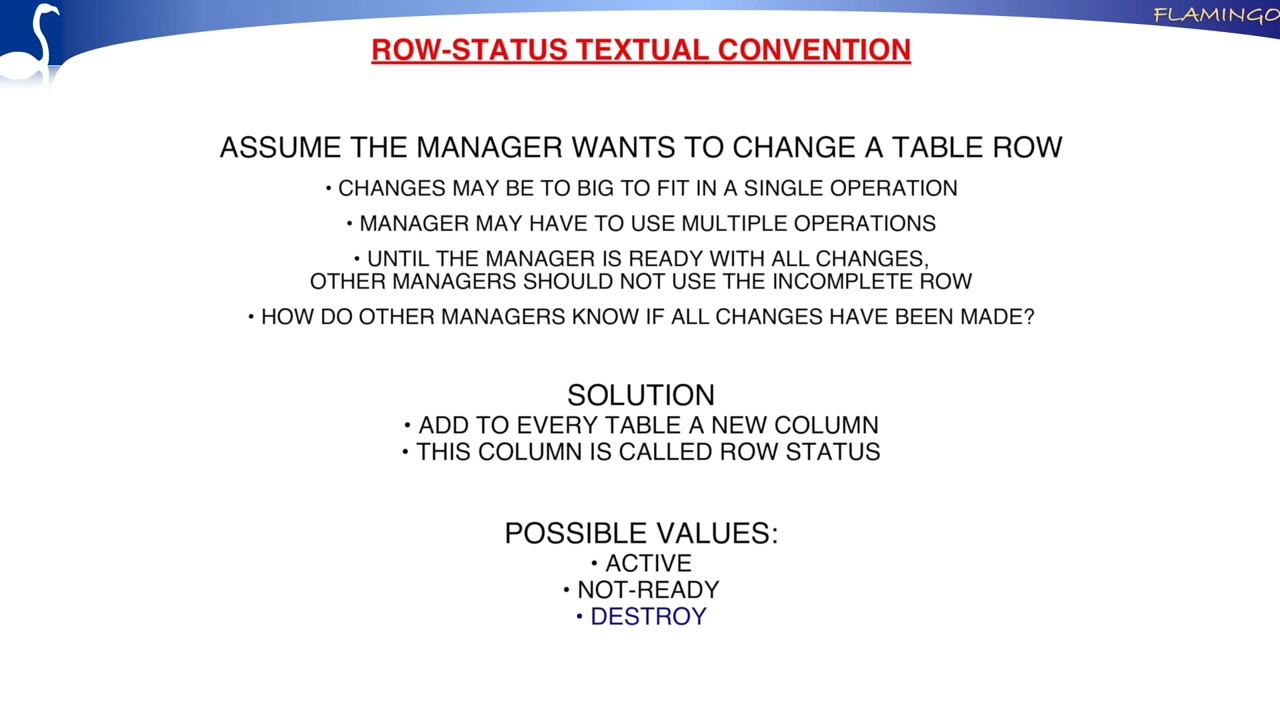 FLAMINGO
ROW-STATUS TEXTUAL CONVENTION
ASSUME THE MANAGER WANTS TO CHANGE A TABLE ROW
• CHANGES MAY BE TO BIG TO FIT IN A SINGLE OPERATION
• MANAGER MAY HAVE TO USE MULTIPLE OPERATIONS
• UNTIL THE MANAGER IS READY WITH ALL CHANGES,
OTHER MANAGERS SHOULD NOT USE THE INCOMPLETE ROW
• HOW DO OTHER MANAGERS KNOW IF ALL CHANGES HAVE BEEN MADE?
SOLUTION
• ADD TO EVERY TABLE A NEW COLUMN
• THIS COLUMN IS CALLED ROW STATUS
POSSIBLE VALUES:
• ACTIVE
• NOT-READY
• DESTROY